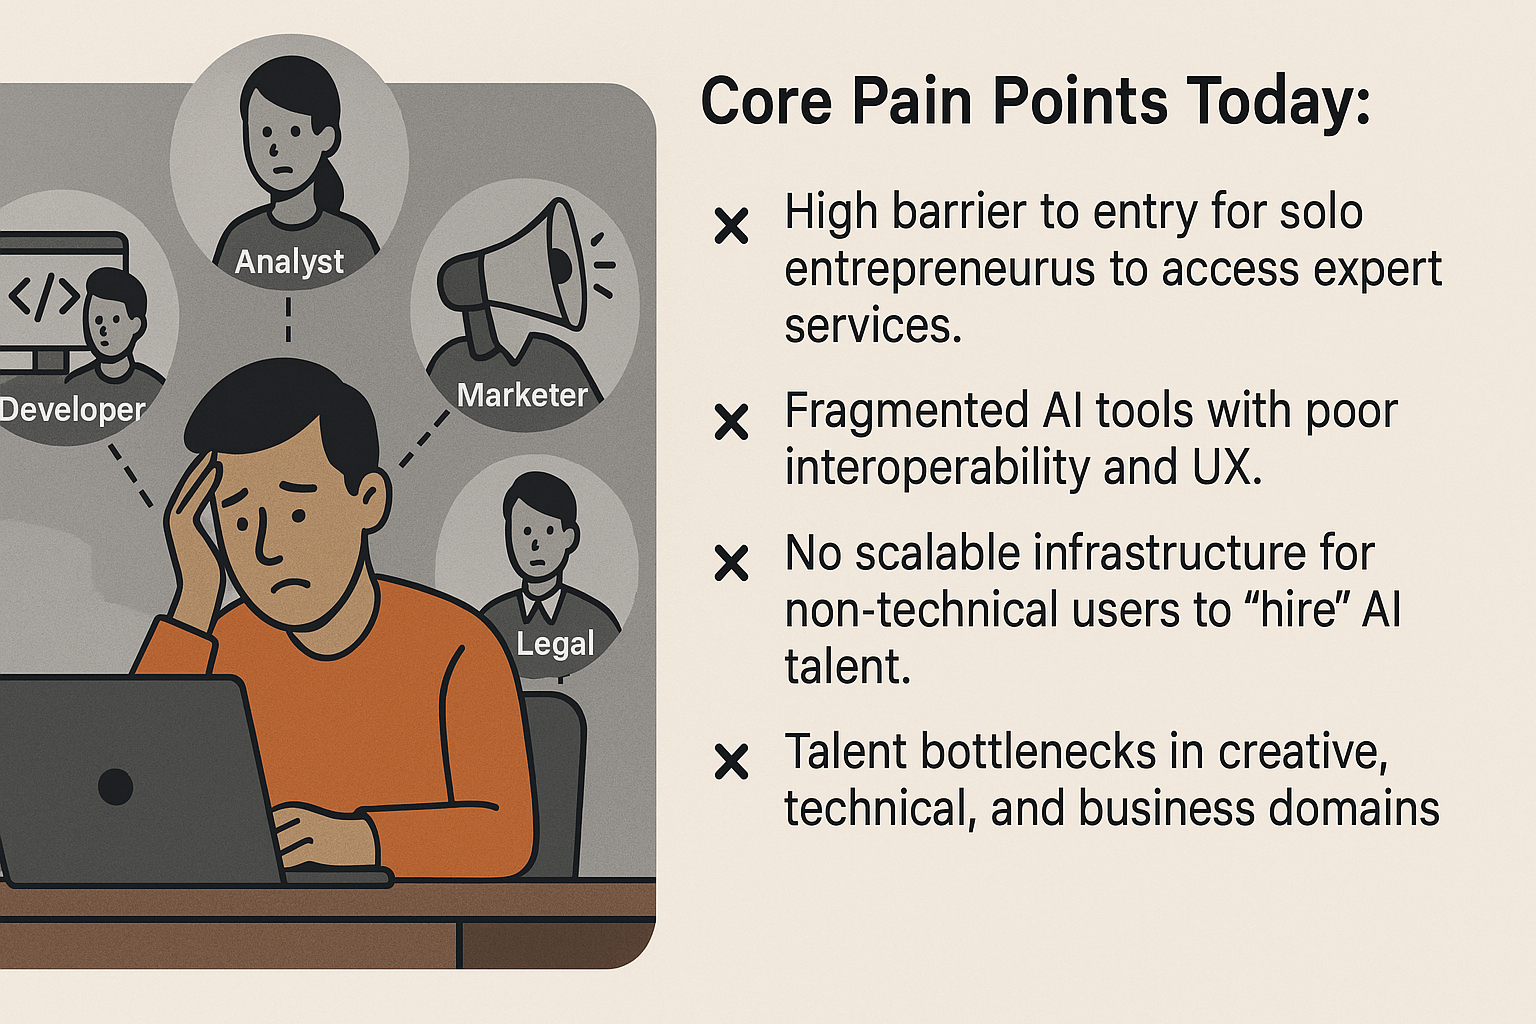 Core Pain Points Today:
Analyst
Developer
Marketer
Legal
</>
× High barrier to entry for solo
entrepreneurus to access expert
services.
× Fragmented AI tools with poor
interoperability and UX.
× No scalable infrastructure for
non-technical users to “hire” AI
talent.
× Talent bottlenecks in creative,
technical, and business domains